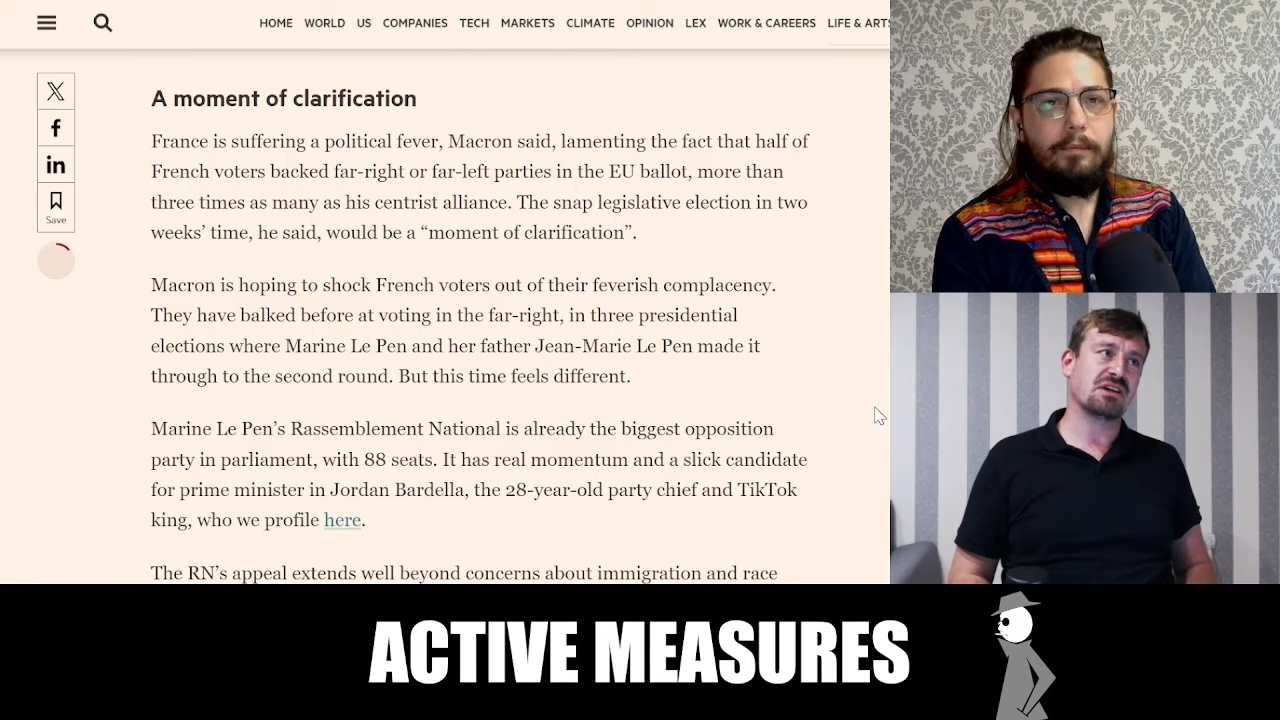 HOME WORLD US COMPANIES TECH MARKETS CLIMATE OPINION LEX WORK & CAREERS LIFE & ARTS
A moment of clarification
France is suffering a political fever, Macron said, lamenting the fact that half of
French voters backed far-right or far-left parties in the EU ballot, more than
three times as many as his centrist alliance. The snap legislative election in two
weeks’ time, he said, would be a “moment of clarification”.
Macron is hoping to shock French voters out of their feverish complacency.
They have balked before at voting in the far-right, in three presidential
elections where Marine Le Pen and her father Jean-Marie Le Pen made it
through to the second round. But this time feels different.
Marine Le Pen’s Rassemblement National is already the biggest opposition
party in parliament, with 88 seats. It has real momentum and a slick candidate
for prime minister in Jordan Bardella, the 28-year-old party chief and TikTok
king, who we profile here.
The RN’s appeal extends well beyond concerns about immigration and race
Save
ACTIVE MEASURES